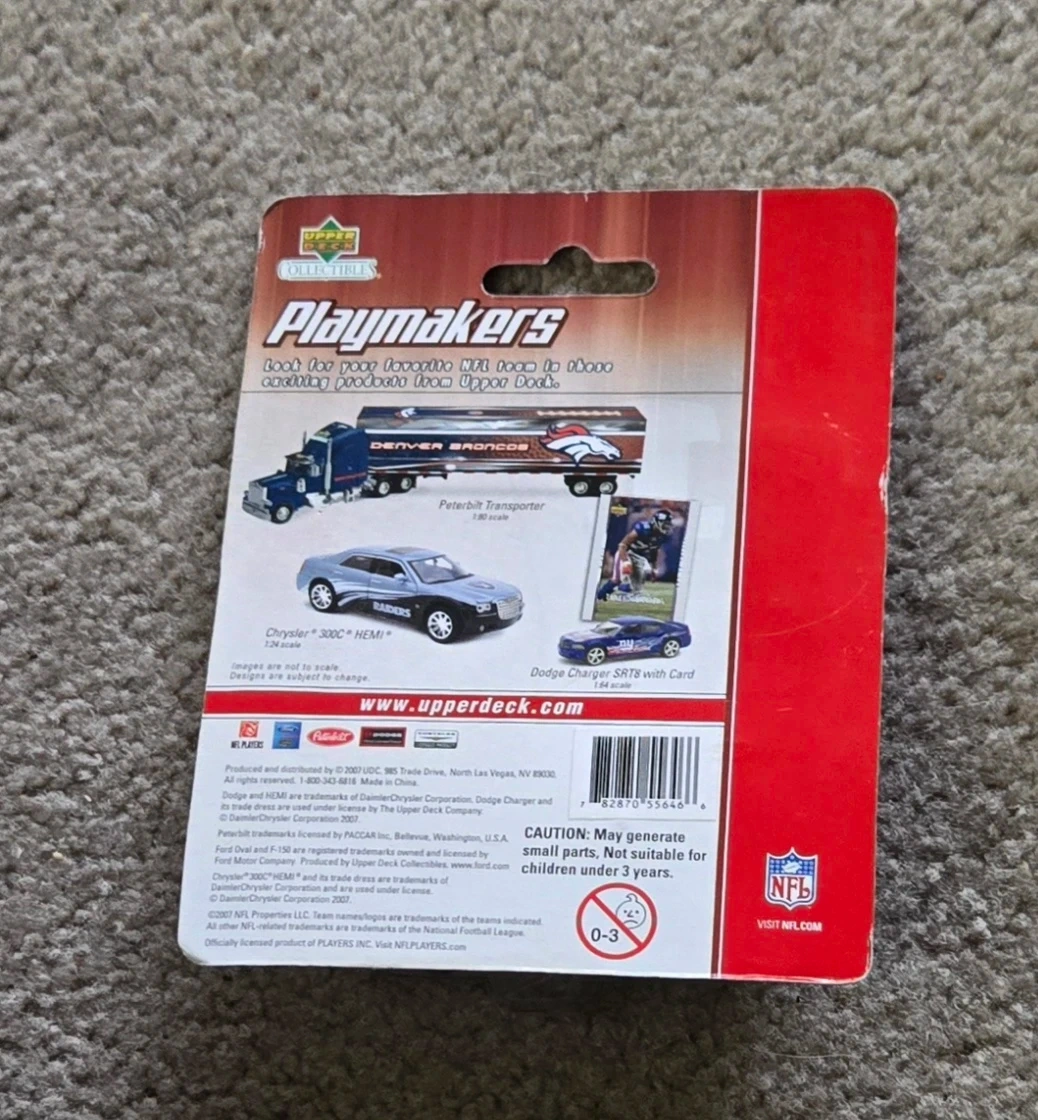 UPPER
DECK
COLLECTIBLES
Playmakers
Look for your favorite NFL team in these
exciting products from Upper Deck.
DENVER BRONCOS
Peterbilt Transporter
1:80 scale
RAIDERS
Chrysler® 300C® HEMI®
1:24 scale
ny
Dodge Charger SRT8 with Card
1:64 scale
Images are not to scale.
Designs are subject to change.
www.upperdeck.com
NFL PLAYERS
Ford
Peterbilt
DODGE
7 82870 55646 6
Produced and distributed by © 2007 UDC, 985 Trade Drive, North Las Vegas, NV 89030.
All rights reserved. 1-800-343-6816 Made in China.
Dodge and HEMI are trademarks of DaimlerChrysler Corporation. Dodge Charger and
its trade dress are used under license by The Upper Deck Company.
© DaimlerChrysler Corporation 2007.
Peterbilt trademarks licensed by PACCAR Inc, Bellevue, Washington, U.S.A.
Ford Oval and F-150 are registered trademarks owned and licensed by
Ford Motor Company. Produced by Upper Deck Collectibles. www.ford.com
Chrysler® 300C® HEMI® and its trade dress are trademarks of
DaimlerChrysler Corporation and are used under license.
© DaimlerChrysler Corporation 2007.
©2007 NFL Properties LLC. Team names/logos are trademarks of the teams indicated.
All other NFL-related trademarks are trademarks of the National Football League.
Officially licensed product of PLAYERS INC. Visit NFLPLAYERS.com
CAUTION: May generate
small parts, Not suitable for
children under 3 years.
0-3
NFL
VISIT NFL.COM